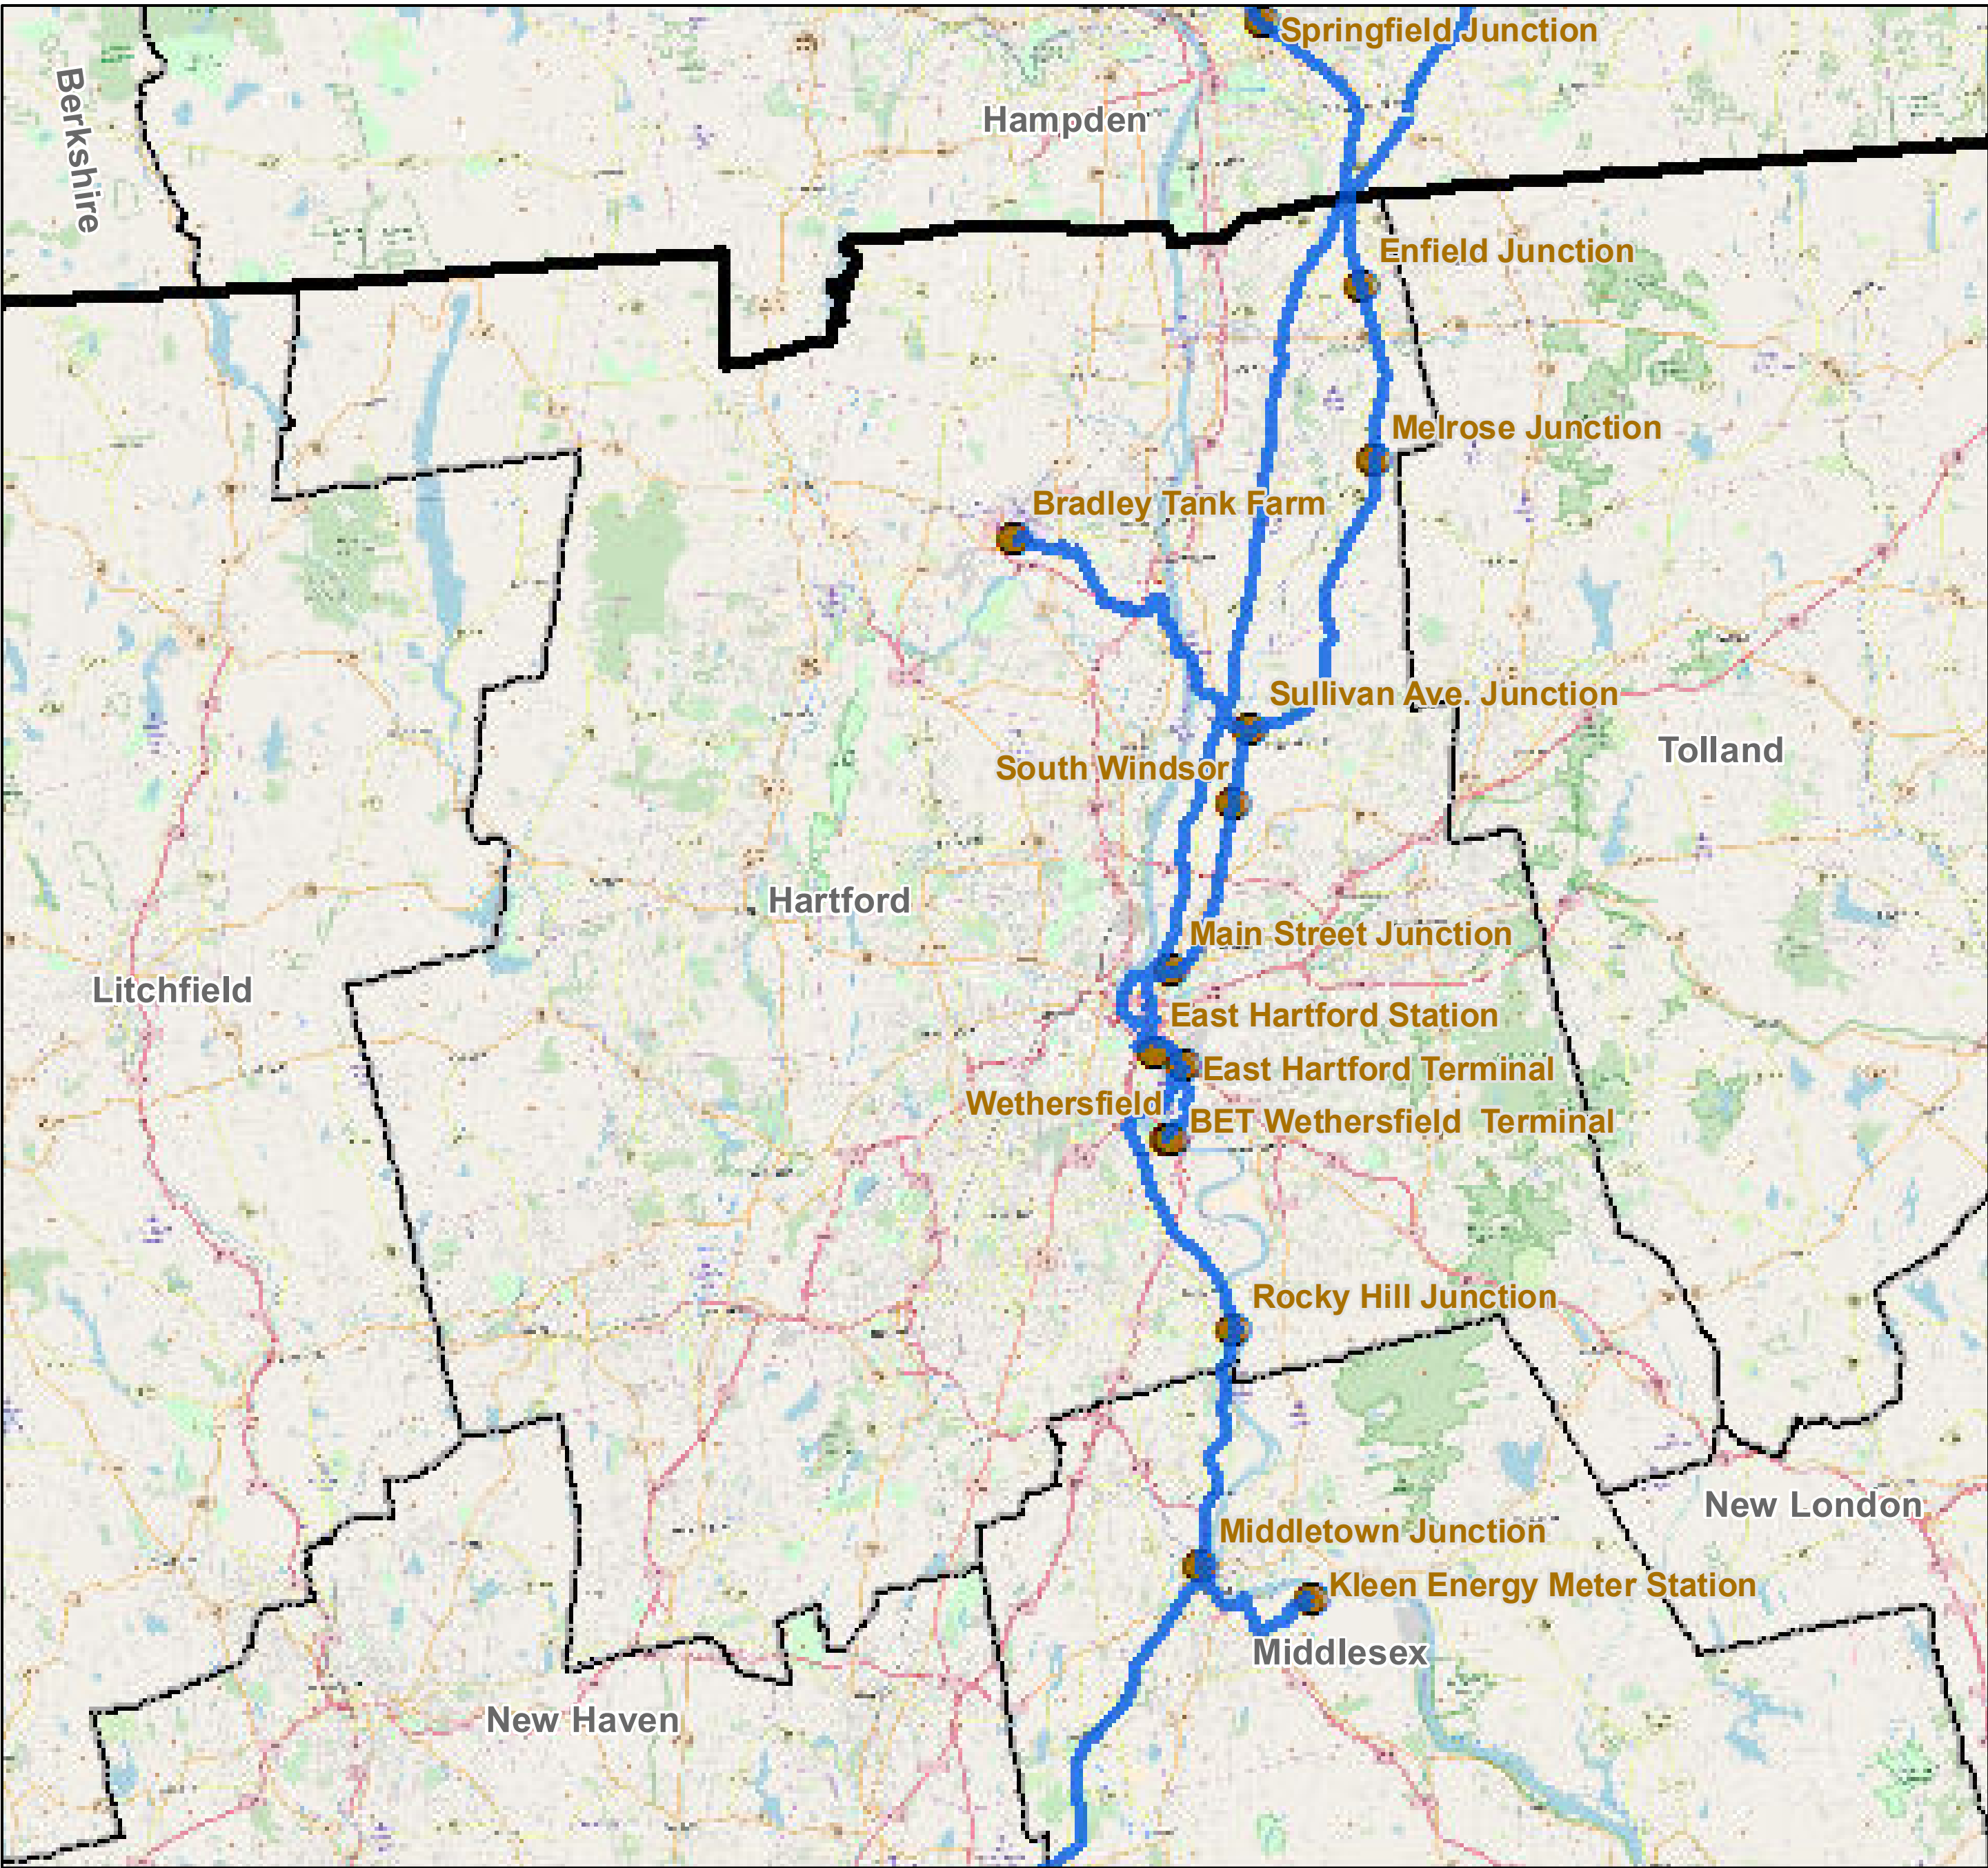 Springfield Junction
Berkshire
Hampden
Enfield Junction
Melrose Junction
Bradley Tank Farm
Sullivan Ave. Junction
Tolland
South Windsor
Hartford
Main Street Junction
Litchfield
East Hartford Station
East Hartford Terminal
Wethersfield
BET Wethersfield Terminal
Rocky Hill Junction
New London
Middletown Junction
Kleen Energy Meter Station
Middlesex
New Haven